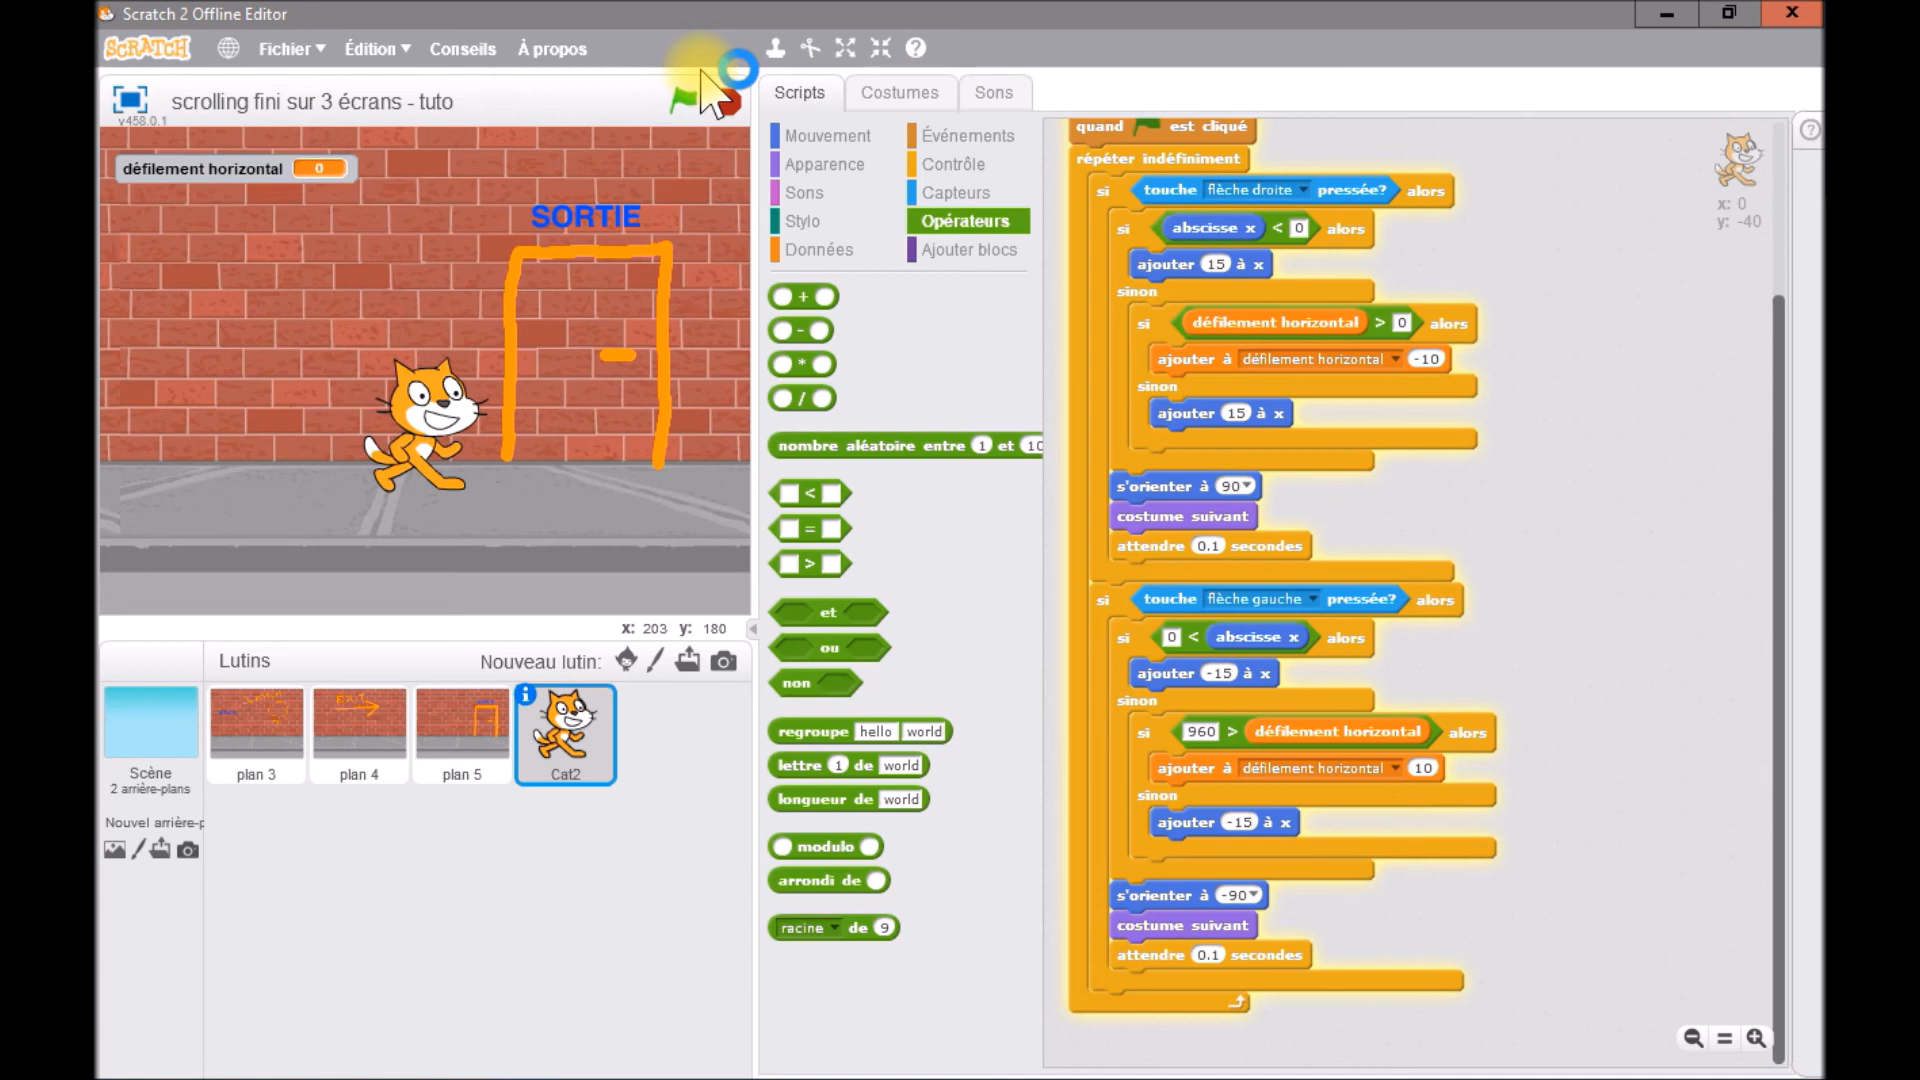 Scratch 2 Offline Editor
SCRATCH Fichier Édition Conseils À propos
scrolling fini sur 3 écrans - tuto
v458.0.1
défilement horizontal 0
SORTIE
x: 203 y: 180
Lutins Nouveau lutin:
Scène
2 arrière-plans
Nouvel arrière-p
EXIT
plan 3
plan 4
plan 5
Cat2
Scripts Costumes Sons
Mouvement Événements
Apparence Contrôle
Sons Capteurs
Stylo Opérateurs
Données Ajouter blocs
+
-
*
/
nombre aléatoire entre 1 et 10
<
=
>
et
ou
non
regroupe hello world
lettre 1 de world
longueur de world
modulo
arrondi de
racine de 9
quand est cliqué
répéter indéfiniment
si touche flèche droite pressée? alors
si abscisse x < 0 alors
ajouter 15 à x
sinon
si défilement horizontal > 0 alors
ajouter à défilement horizontal -10
sinon
ajouter 15 à x
s'orienter à 90
costume suivant
attendre 0.1 secondes
si touche flèche gauche pressée? alors
si 0 < abscisse x alors
ajouter -15 à x
sinon
si 960 > défilement horizontal alors
ajouter à défilement horizontal 10
sinon
ajouter -15 à x
s'orienter à -90
costume suivant
attendre 0.1 secondes
x: 0
y: -40